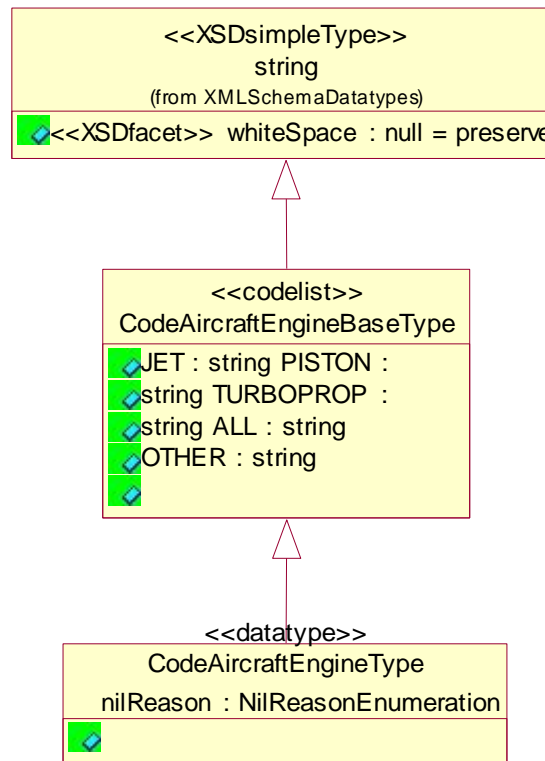 <<XSDsimpleType>>
string
(from XMLSchemaDatatypes)
<<XSDfacet>> whiteSpace : null = preserve
<<codelist>>
CodeAircraftEngineBaseType
JET : string PISTON :
string TURBOPROP :
string ALL : string
OTHER : string
<<datatype>>
CodeAircraftEngineType
nilReason : NilReasonEnumeration